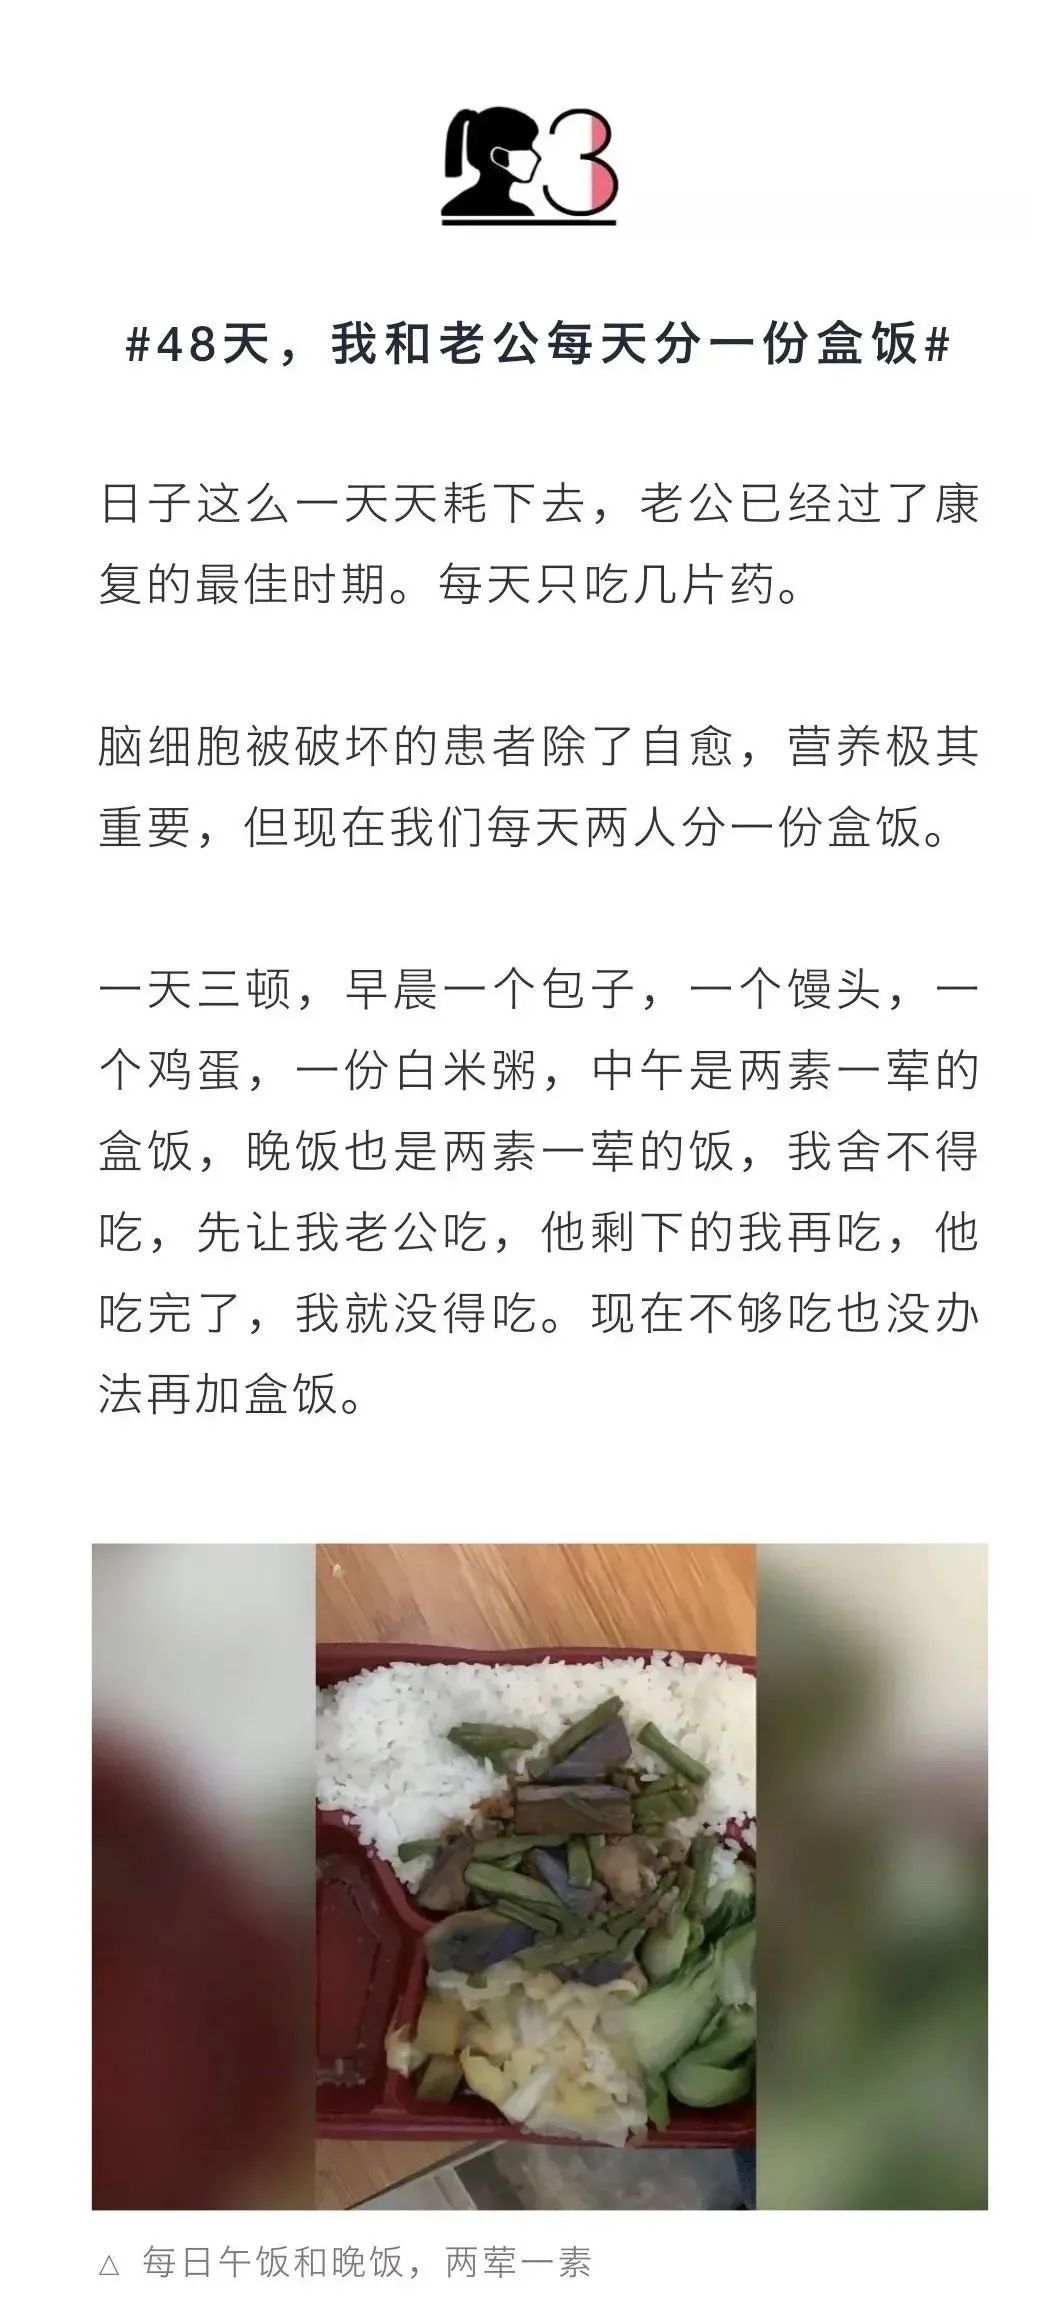 3
#48天，我和老公每天分一份盒饭#
日子这么一天天耗下去，老公已经过了康
复的最佳时期。每天只吃几片药。
脑细胞被破坏的患者除了自愈，营养极其
重要，但现在我们每天两人分一份盒饭。
一天三顿，早晨一个包子，一个馒头，一
个鸡蛋，一份白米粥，中午是两素一荤的
盒饭，晚饭也是两素一荤的饭，我舍不得
吃，先让我老公吃，他剩下的我再吃，他
吃完了，我就没得吃。现在不够吃也没办
法再加盒饭。
△ 每日午饭和晚饭，两荤一素